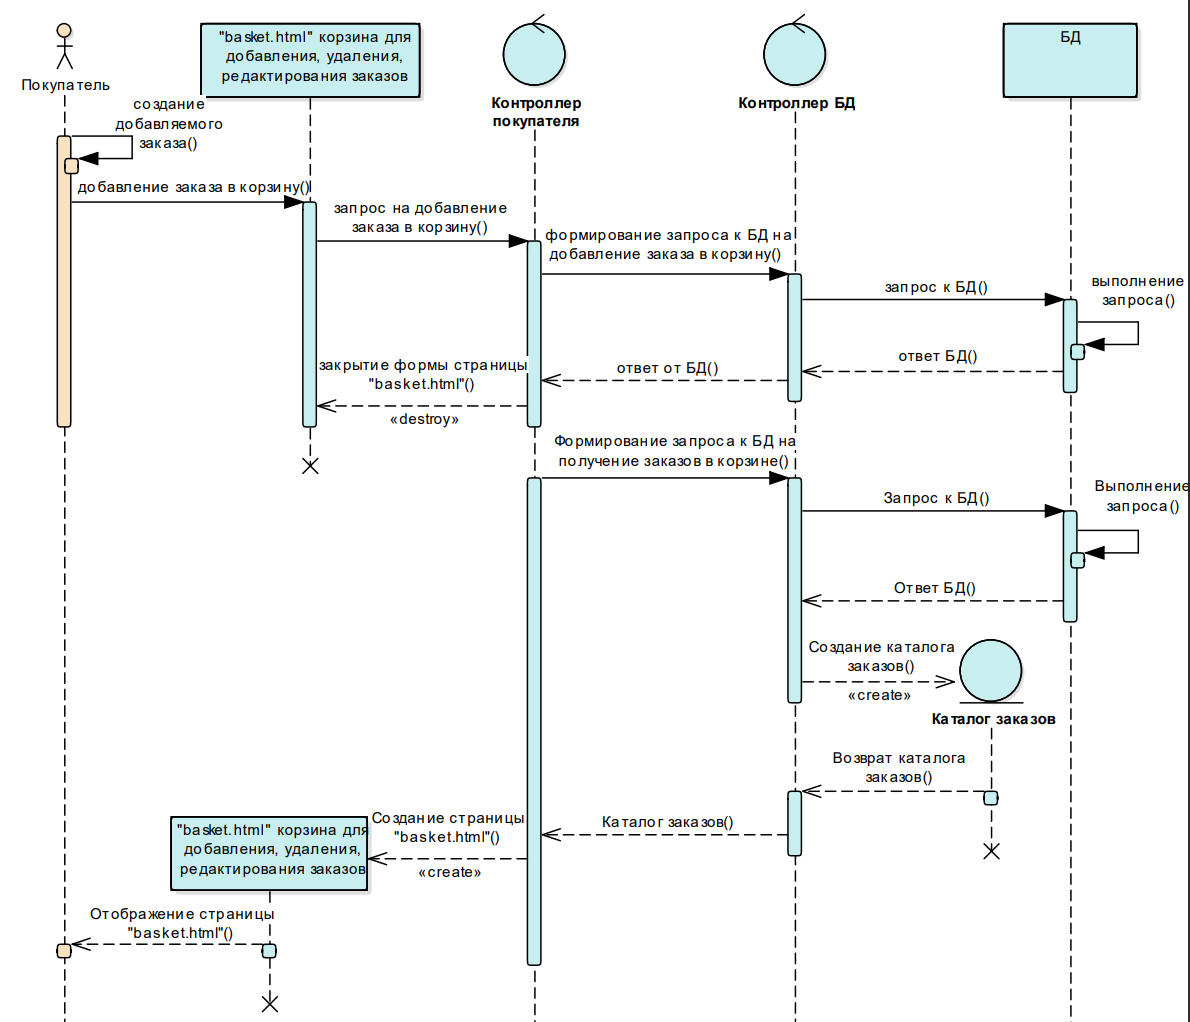 "basket.html" корзина для
добавления, удаления,
редактирования заказов
БД
Покупатель
Контроллер
покупателя
Контроллер БД
создание
добавляемого
заказа()
добавление заказа в корзину()
запрос на добавление
заказа в корзину()
формирование запроса к БД на
добавление заказа в корзину()
запрос к БД()
выполнение
запроса()
ответ БД()
ответ от БД()
закрытие формы страницы
"basket.html"()
«destroy»
Формирование запроса к БД на
получение заказов в корзине()
Запрос к БД()
Выполнение
запроса()
Ответ БД()
Создание каталога
заказов()
«create»
Каталог заказов
Возврат каталога
заказов()
Каталог заказов()
Создание страницы
"basket.html"()
«create»
"basket.html" корзина для
добавления, удаления,
редактирования заказов
Отображение страницы
"basket.html"()